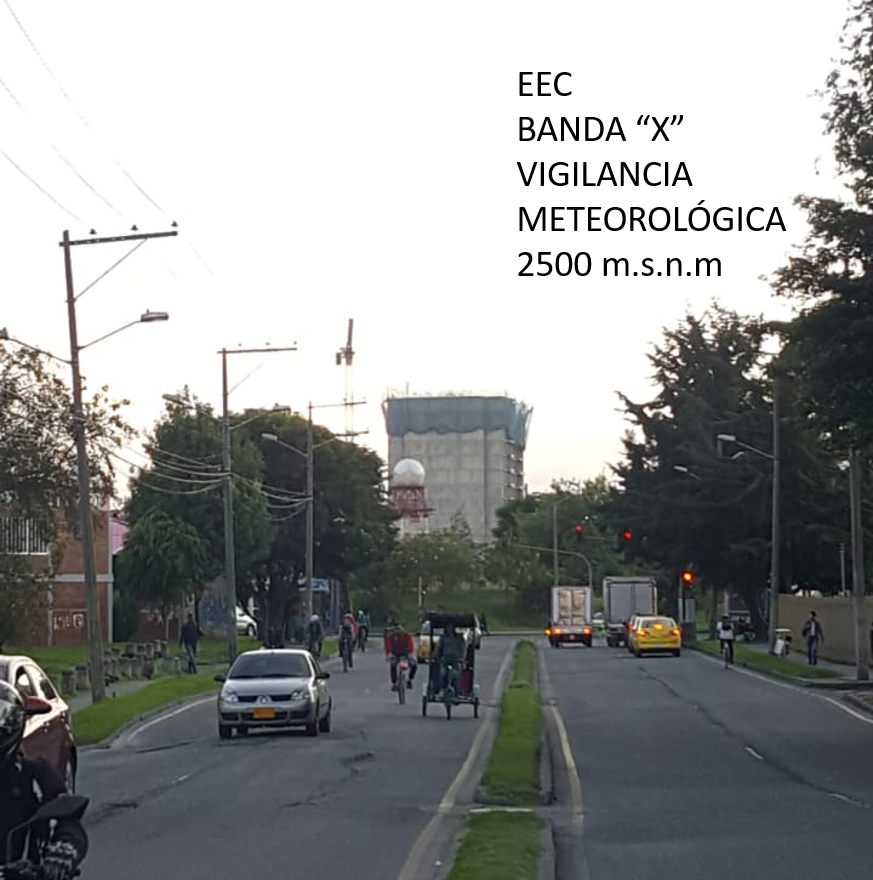 EEC
BANDA “X”
VIGILANCIA
METEOROLÓGICA
2500 m.s.n.m